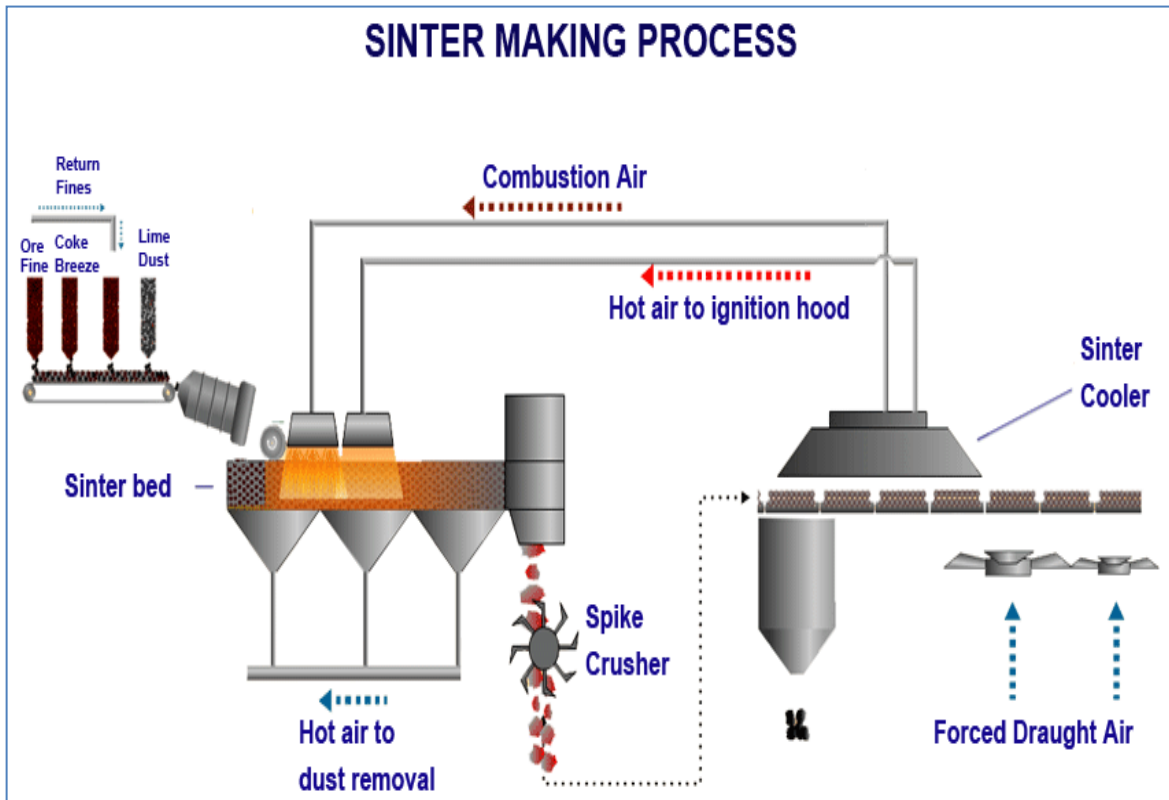 SINTER MAKING PROCESS
Return
Fines
Ore
Fine
Coke
Breeze
Lime
Dust
Combustion Air
Hot air to ignition hood
Sinter
Cooler
Sinter bed
Spike
Crusher
Hot air to
dust removal
Forced Draught Air